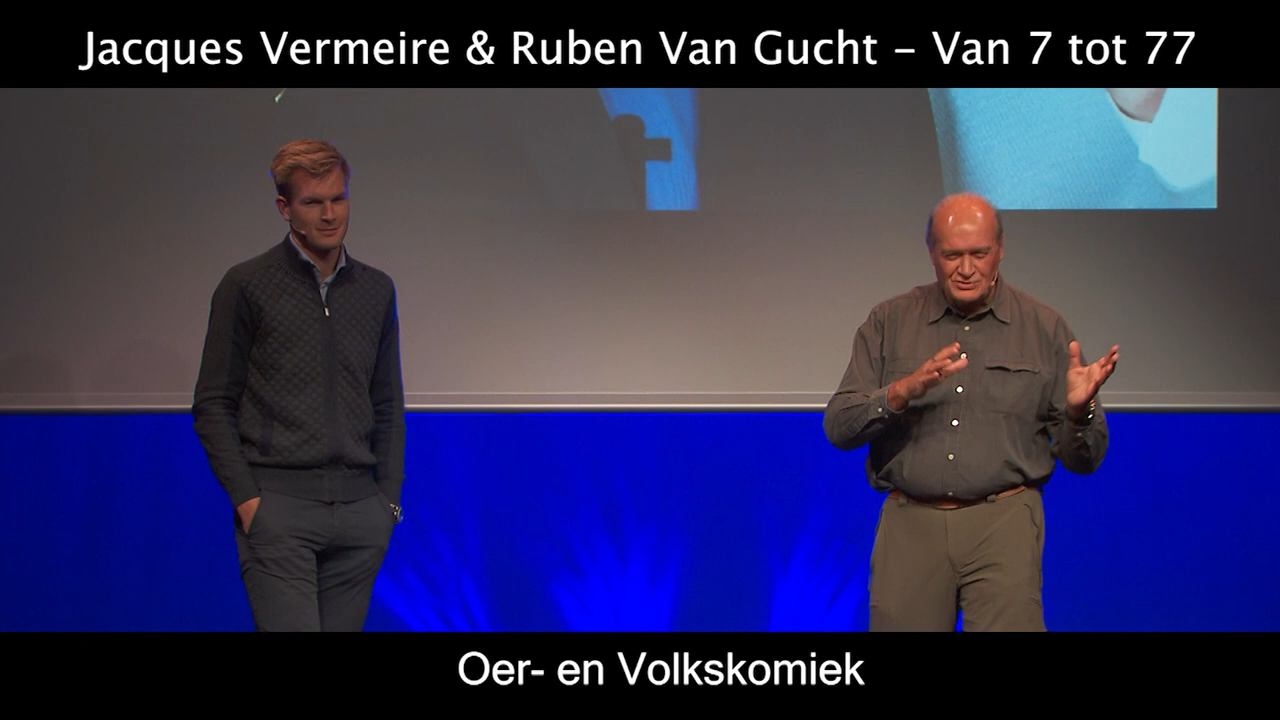 Jacques Vermeire & Ruben Van Gucht - Van 7 tot 77
Oer- en Volkskomiek